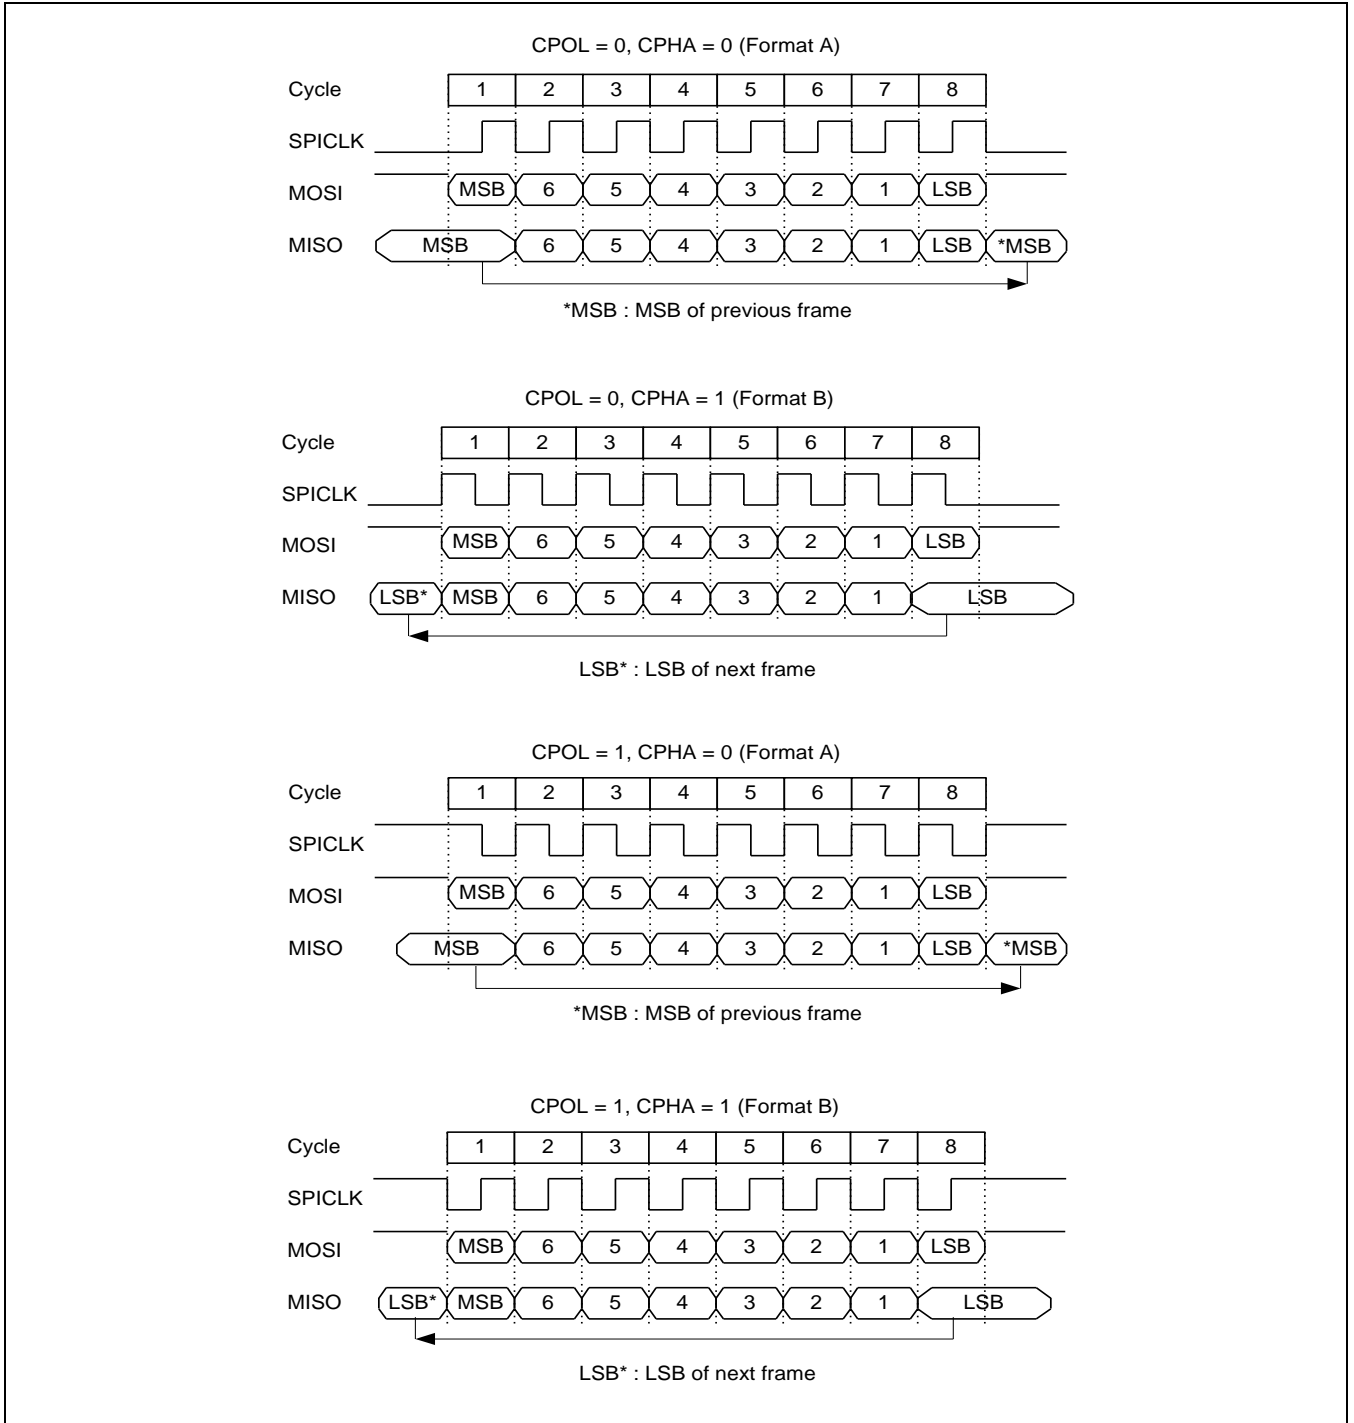 CPOL = 0, CPHA = 0 (Format A)
Cycle 1 2 3 4 5 6 7 8
SPICLK
MOSI MSB 6 5 4 3 2 1 LSB
MISO MSB 6 5 4 3 2 1 LSB *MSB
*MSB : MSB of previous frame
CPOL = 0, CPHA = 1 (Format B)
Cycle 1 2 3 4 5 6 7 8
SPICLK
MOSI MSB 6 5 4 3 2 1 LSB
MISO LSB* MSB 6 5 4 3 2 1 LSB
LSB* : LSB of next frame
CPOL = 1, CPHA = 0 (Format A)
Cycle 1 2 3 4 5 6 7 8
SPICLK
MOSI MSB 6 5 4 3 2 1 LSB
MISO MSB 6 5 4 3 2 1 LSB *MSB
*MSB : MSB of previous frame
CPOL = 1, CPHA = 1 (Format B)
Cycle 1 2 3 4 5 6 7 8
SPICLK
MOSI MSB 6 5 4 3 2 1 LSB
MISO LSB* MSB 6 5 4 3 2 1 LSB
LSB* : LSB of next frame